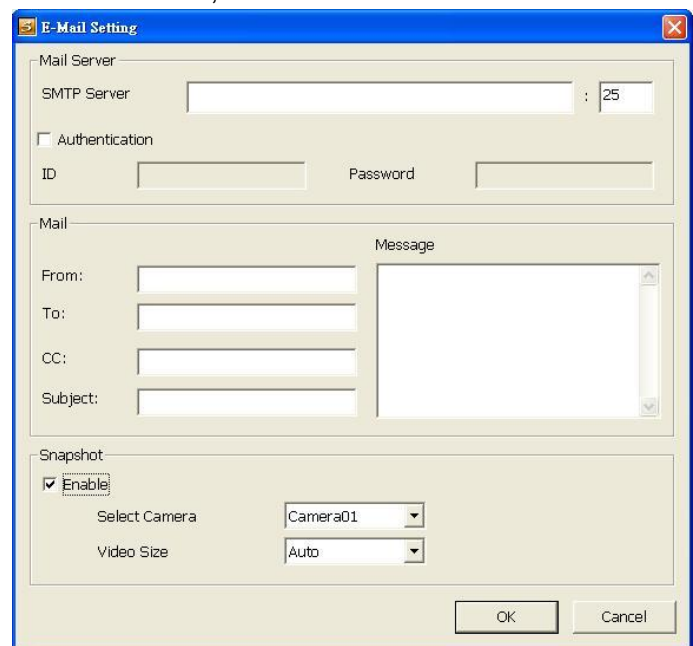 E-Mail Setting
Mail Server
SMTP Server : 25
Authentication
ID Password
Mail
Message
From:
To:
CC:
Subject:
Snapshot
Enable
Select Camera Camera01
Video Size Auto
OK Cancel